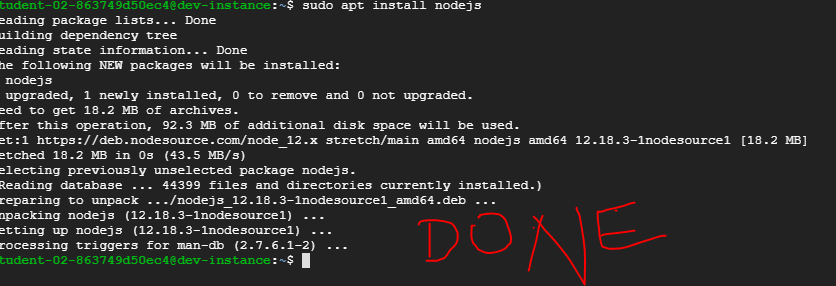 tudent-02-863749d50ec4@dev-instance:~$ sudo apt install nodejs
eading package lists... Done
uilding dependency tree
eading state information... Done
he following NEW packages will be installed:
nodejs
upgraded, 1 newly installed, 0 to remove and 0 not upgraded.
eed to get 18.2 MB of archives.
fter this operation, 92.3 MB of additional disk space will be used.
et:1 https://deb.nodesource.com/node_12.x stretch/main amd64 nodejs amd64 12.18.3-1nodesource1 [18.2 MB]
etched 18.2 MB in 0s (43.5 MB/s)
electing previously unselected package nodejs.
Reading database ... 44399 files and directories currently installed.)
reparing to unpack .../nodejs_12.18.3-1nodesource1_amd64.deb ...
npacking nodejs (12.18.3-1nodesource1) ...
etting up nodejs (12.18.3-1nodesource1) ...
rocessing triggers for man-db (2.7.6.1-2) ...
tudent-02-863749d50ec4@dev-instance:~$
DONE